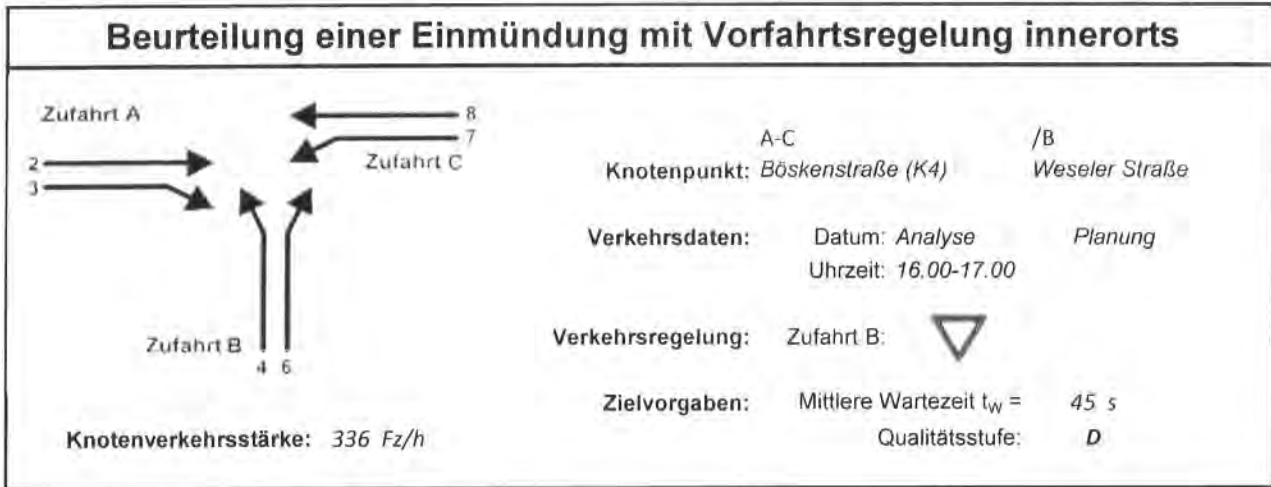 Beurteilung einer Einmündung mit Vorfahrtsregelung innerorts
Zufahrt A
8
7
Zufahrt C
2
3
Zufahrt B
4 6
Knotenverkehrsstärke: 336 Fz/h
A-C /B
Knotenpunkt: Böskenstraße (K4) Weseler Straße
Verkehrsdaten: Datum: Analyse Planung
Uhrzeit: 16.00-17.00
Verkehrsregelung: Zufahrt B:
Zielvorgaben: Mittlere Wartezeit tW = 45 s
Qualitätsstufe: D